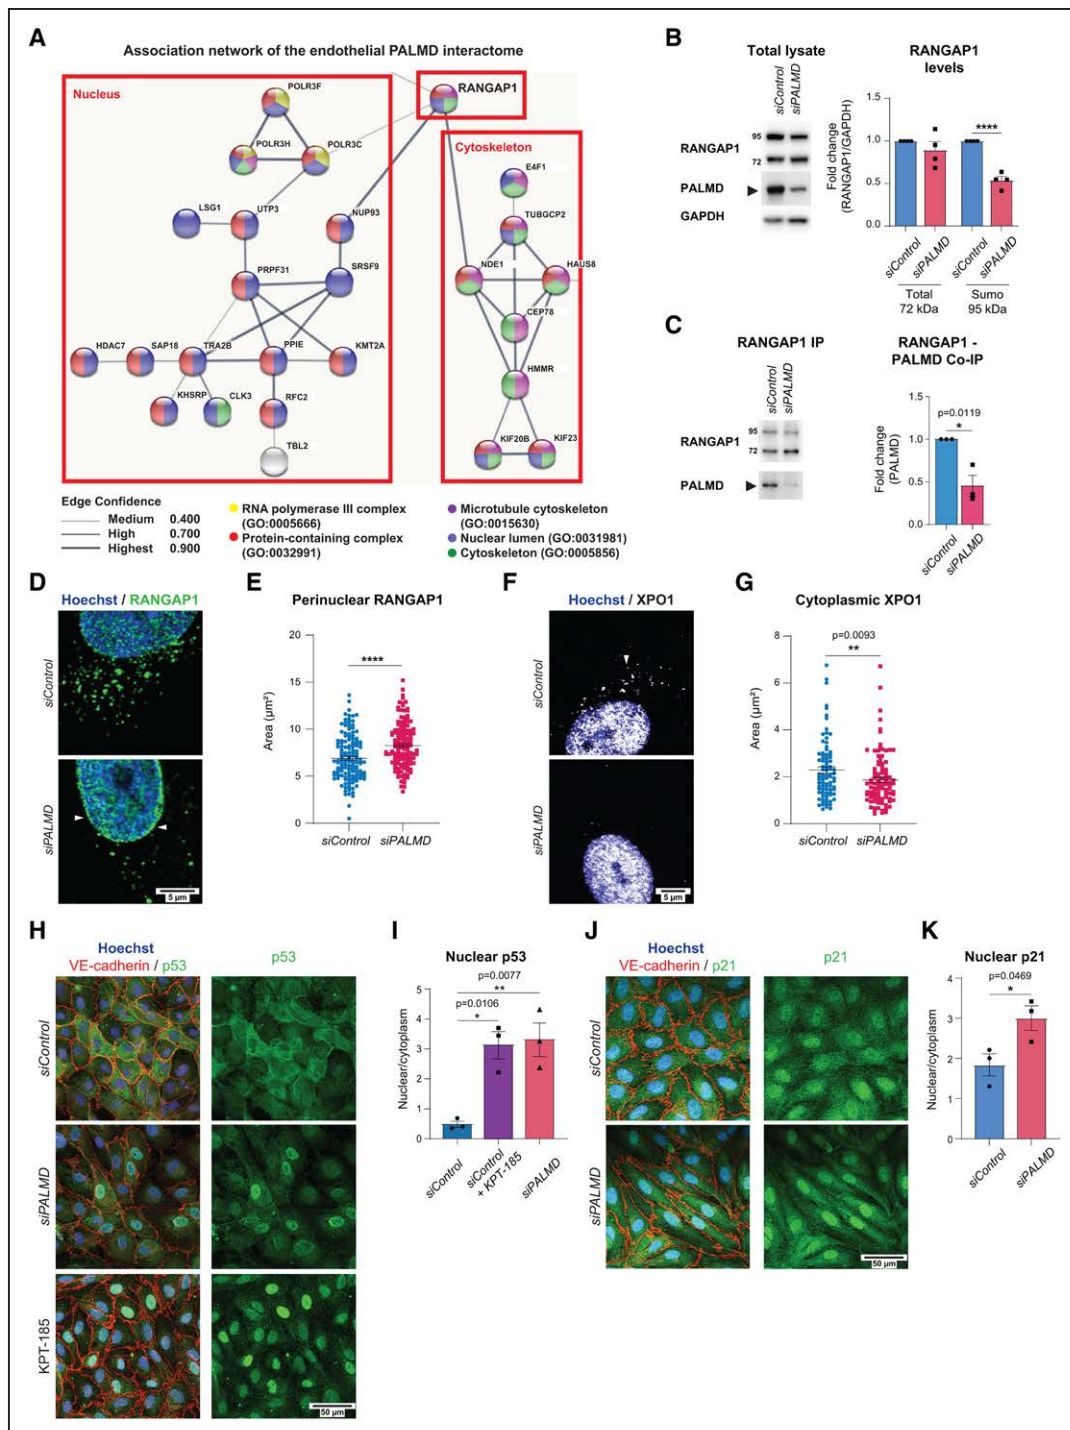 A
Association network of the endothelial PALMD interactome
Nucleus
RANGAP1
POLR3F
POLR3H
POLR3C
Cytoskeleton
E4F1
LSG1
UTP3
NUP93
TUBGCP2
PRPF31
SRSF9
NDE1
HAUS8
CEP78
HDAC7
SAP18
TRA2B
PPIE
KMT2A
HMMR
KHSRP
CLK3
RFC2
TBL2
KIF20B
KIF23
Edge Confidence
Medium 0.400
High 0.700
Highest 0.900
RNA polymerase III complex
(GO:0005666)
Protein-containing complex
(GO:0032991)
Microtubule cytoskeleton
(GO:0015630)
Nuclear lumen (GO:0031981)
Cytoskeleton (GO:0005856)
B
Total lysate
siControl
siPALMD
RANGAP1
95
72
PALMD
GAPDH
RANGAP1
levels
Fold change
(RANGAP1/GAPDH)
1.5
1.0
0.5
0.0
****
siControl
siPALMD
siControl
siPALMD
Total
72 kDa
Sumo
95 kDa
C
RANGAP1 IP
siControl
siPALMD
RANGAP1
95
72
PALMD
RANGAP1 -
PALMD Co-IP
Fold change
(PALMD)
1.5
1.0
0.5
0.0
p=0.0119
*
siControl
siPALMD
D
Hoechst / RANGAP1
siControl
siPALMD
5 µm
E
Perinuclear RANGAP1
Area (µm²)
20
15
10
5
0
****
siControl
siPALMD
F
Hoechst / XPO1
siControl
siPALMD
5 µm
G
Cytoplasmic XPO1
Area (µm²)
8
6
4
2
0
p=0.0093
**
siControl
siPALMD
H
Hoechst
VE-cadherin / p53
p53
siControl
siPALMD
KPT-185
50 µm
I
Nuclear p53
Nuclear/cytoplasm
5
4
3
2
1
0
p=0.0077
**
p=0.0106
*
siControl
siControl
+ KPT-185
siPALMD
J
Hoechst
VE-cadherin / p21
p21
siControl
siPALMD
50 µm
K
Nuclear p21
Nuclear/cytoplasm
4
3
2
1
0
p=0.0469
*
siControl
siPALMD